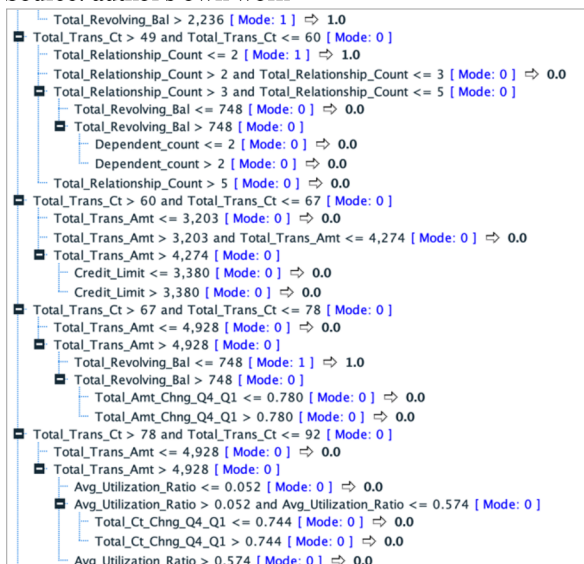 Total_Revolving_Bal > 2,236 [ Mode: 1 ] ⇨ 1.0
Total_Trans_Ct > 49 and Total_Trans_Ct <= 60 [ Mode: 0 ]
Total_Relationship_Count <= 2 [ Mode: 1 ] ⇨ 1.0
Total_Relationship_Count > 2 and Total_Relationship_Count <= 3 [ Mode: 0 ] ⇨ 0.0
Total_Relationship_Count > 3 and Total_Relationship_Count <= 5 [ Mode: 0 ]
Total_Revolving_Bal <= 748 [ Mode: 0 ] ⇨ 0.0
Total_Revolving_Bal > 748 [ Mode: 0 ]
Dependent_count <= 2 [ Mode: 0 ] ⇨ 0.0
Dependent_count > 2 [ Mode: 0 ] ⇨ 0.0
Total_Relationship_Count > 5 [ Mode: 0 ] ⇨ 0.0
Total_Trans_Ct > 60 and Total_Trans_Ct <= 67 [ Mode: 0 ]
Total_Trans_Amt <= 3,203 [ Mode: 0 ] ⇨ 0.0
Total_Trans_Amt > 3,203 and Total_Trans_Amt <= 4,274 [ Mode: 0 ] ⇨ 0.0
Total_Trans_Amt > 4,274 [ Mode: 0 ]
Credit_Limit <= 3,380 [ Mode: 0 ] ⇨ 0.0
Credit_Limit > 3,380 [ Mode: 0 ] ⇨ 0.0
Total_Trans_Ct > 67 and Total_Trans_Ct <= 78 [ Mode: 0 ]
Total_Trans_Amt <= 4,928 [ Mode: 0 ] ⇨ 0.0
Total_Trans_Amt > 4,928 [ Mode: 0 ]
Total_Revolving_Bal <= 748 [ Mode: 1 ] ⇨ 1.0
Total_Revolving_Bal > 748 [ Mode: 0 ]
Total_Amt_Chng_Q4_Q1 <= 0.780 [ Mode: 0 ] ⇨ 0.0
Total_Amt_Chng_Q4_Q1 > 0.780 [ Mode: 0 ] ⇨ 0.0
Total_Trans_Ct > 78 and Total_Trans_Ct <= 92 [ Mode: 0 ]
Total_Trans_Amt <= 4,928 [ Mode: 0 ] ⇨ 0.0
Total_Trans_Amt > 4,928 [ Mode: 0 ]
Avg_Utilization_Ratio <= 0.052 [ Mode: 0 ] ⇨ 0.0
Avg_Utilization_Ratio > 0.052 and Avg_Utilization_Ratio <= 0.574 [ Mode: 0 ]
Total_Ct_Chng_Q4_Q1 <= 0.744 [ Mode: 0 ] ⇨ 0.0
Total_Ct_Chng_Q4_Q1 > 0.744 [ Mode: 0 ] ⇨ 0.0
Avg_Utilization_Ratio > 0.574 [ Mode: 0 ] ⇨ 0.0